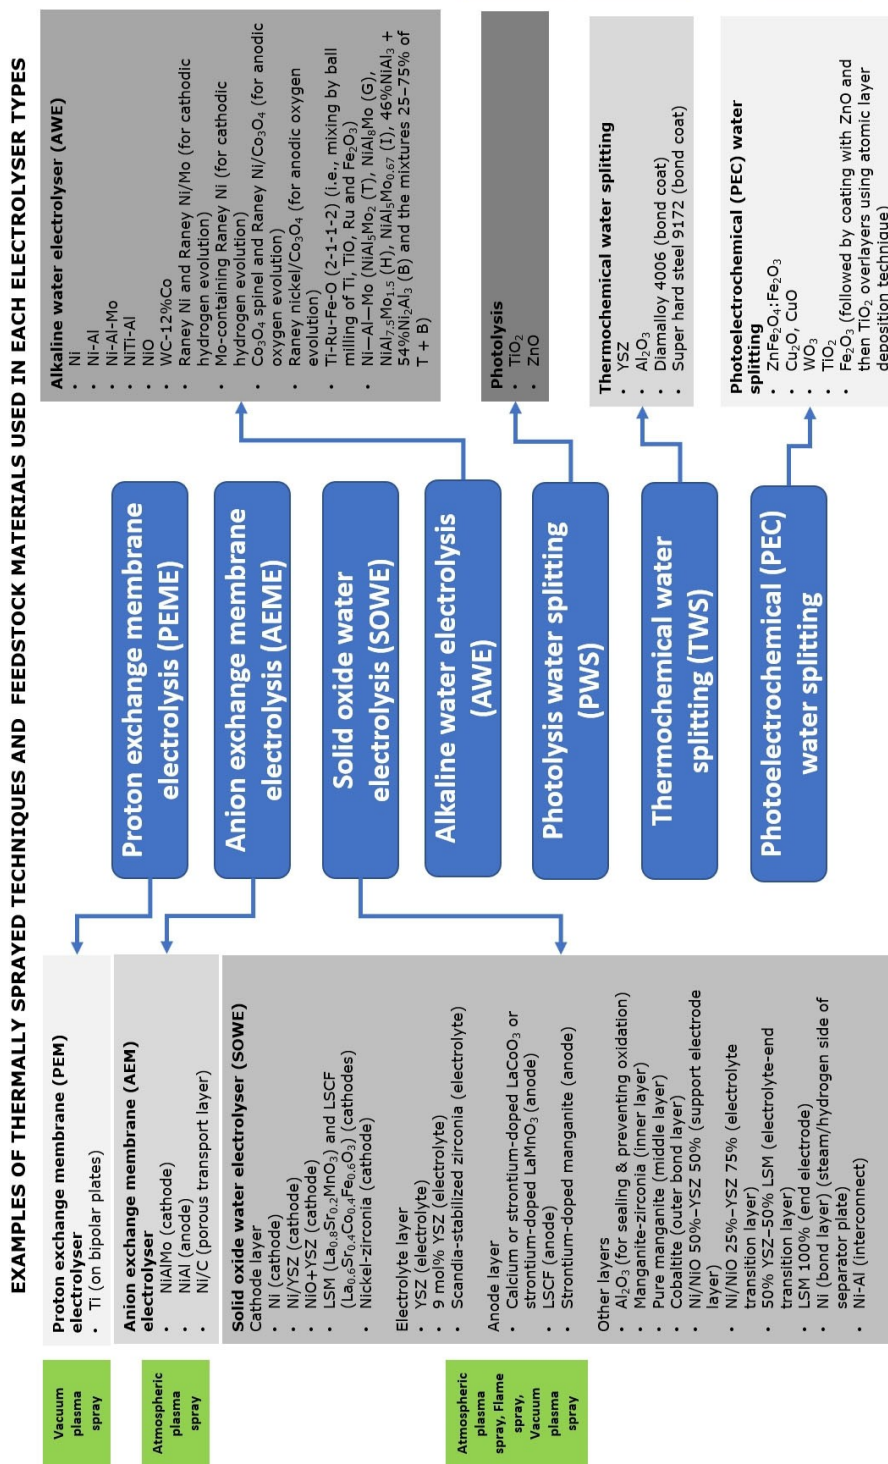 EXAMPLES OF THERMALLY SPRAYED TECHNIQUES AND FEEDSTOCK MATERIALS USED IN EACH ELECTROLYSER TYPES
Vacuum
plasma
spray
Proton exchange membrane (PEM)
electrolyser
• Ti (on bipolar plates)
Atmospheric
plasma
spray
Anion exchange membrane (AEM)
electrolyser
• NiAlMo (cathode)
• NiAl (anode)
• Ni/C (porous transport layer)
Atmospheric
plasma
spray, Flame
spray,
Vacuum
plasma
spray
Solid oxide water electrolyser (SOWE)
Cathode layer
• Ni (cathode)
• Ni/YSZ (cathode)
• NiO+YSZ (cathode)
• LSM (La₀.₈Sr₀.₂MnO₃) and LSCF
(La₀.₆Sr₀.₄Co₀.₄Fe₀.₆O₃) (cathodes)
• Nickel-zirconia (cathode)
Electrolyte layer
• YSZ (electrolyte)
• 9 mol% YSZ (electrolyte)
• Scandia-stabilized zirconia (electrolyte)
Anode layer
• Calcium or strontium-doped LaCoO₃ or
strontium-doped LaMnO₃ (anode)
• LSCF (anode)
• Strontium-doped manganite (anode)
Other layers
• Al₂O₃ (for sealing & preventing oxidation)
• Manganite-zirconia (inner layer)
• Pure manganite (middle layer)
• Cobaltite (outer bond layer)
• Ni/NiO 50%–YSZ 50% (support electrode
layer)
• Ni/NiO 25%–YSZ 75% (electrolyte
transition layer)
• 50% YSZ–50% LSM (electrolyte-end
transition layer)
• LSM 100% (end electrode)
• Ni (bond layer) (steam/hydrogen side of
separator plate)
• Ni-Al (interconnect)
Proton exchange membrane
electrolysis (PEME)
Anion exchange membrane
electrolysis (AEME)
Solid oxide water
electrolysis (SOWE)
Alkaline water electrolysis
(AWE)
Photolysis water splitting
(PWS)
Thermochemical water
splitting (TWS)
Photoelectrochemical (PEC)
water splitting
Alkaline water electrolyser (AWE)
• Ni
• Ni-Al
• Ni-Al-Mo
• NiTi-Al
• NiO
• WC-12%Co
• Raney Ni and Raney Ni/Mo (for cathodic
hydrogen evolution)
• Mo-containing Raney Ni (for cathodic
hydrogen evolution)
• Co₃O₄ spinel and Raney Ni/Co₃O₄ (for anodic
oxygen evolution)
• Raney nickel/Co₃O₄ (for anodic oxygen
evolution)
• Ti-Ru-Fe-O (2-1-1-2) (i.e., mixing by ball
milling of Ti, TiO, Ru and Fe₂O₃)
• Ni—Al—Mo (NiAl₅Mo₂ (T), NiAl₈Mo (G),
NiAl₇.₅Mo₁.₅ (H), NiAl₅Mo₀.₆₇ (I), 46%NiAl₃ +
54%Ni₂Al₃ (B) and the mixtures 25–75% of
T + B)
Photolysis
• TiO₂
• ZnO
Thermochemical water splitting
• YSZ
• Al₂O₃
• Diamalloy 4006 (bond coat)
• Super hard steel 9172 (bond coat)
Photoelectrochemical (PEC) water
splitting
• ZnFe₂O₄:Fe₂O₃
• Cu₂O, CuO
• WO₃
• TiO₂
• Fe₂O₃ (followed by coating with ZnO and
then TiO₂ overlayers using atomic layer
deposition technique)